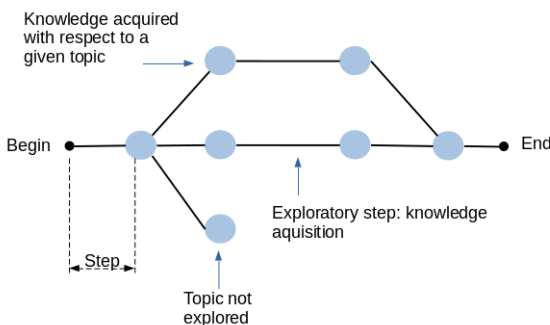 Knowledge acquired
with respect to a
given topic
Begin
End
Exploratory step: knowledge
aquisition
Step
Topic not
explored